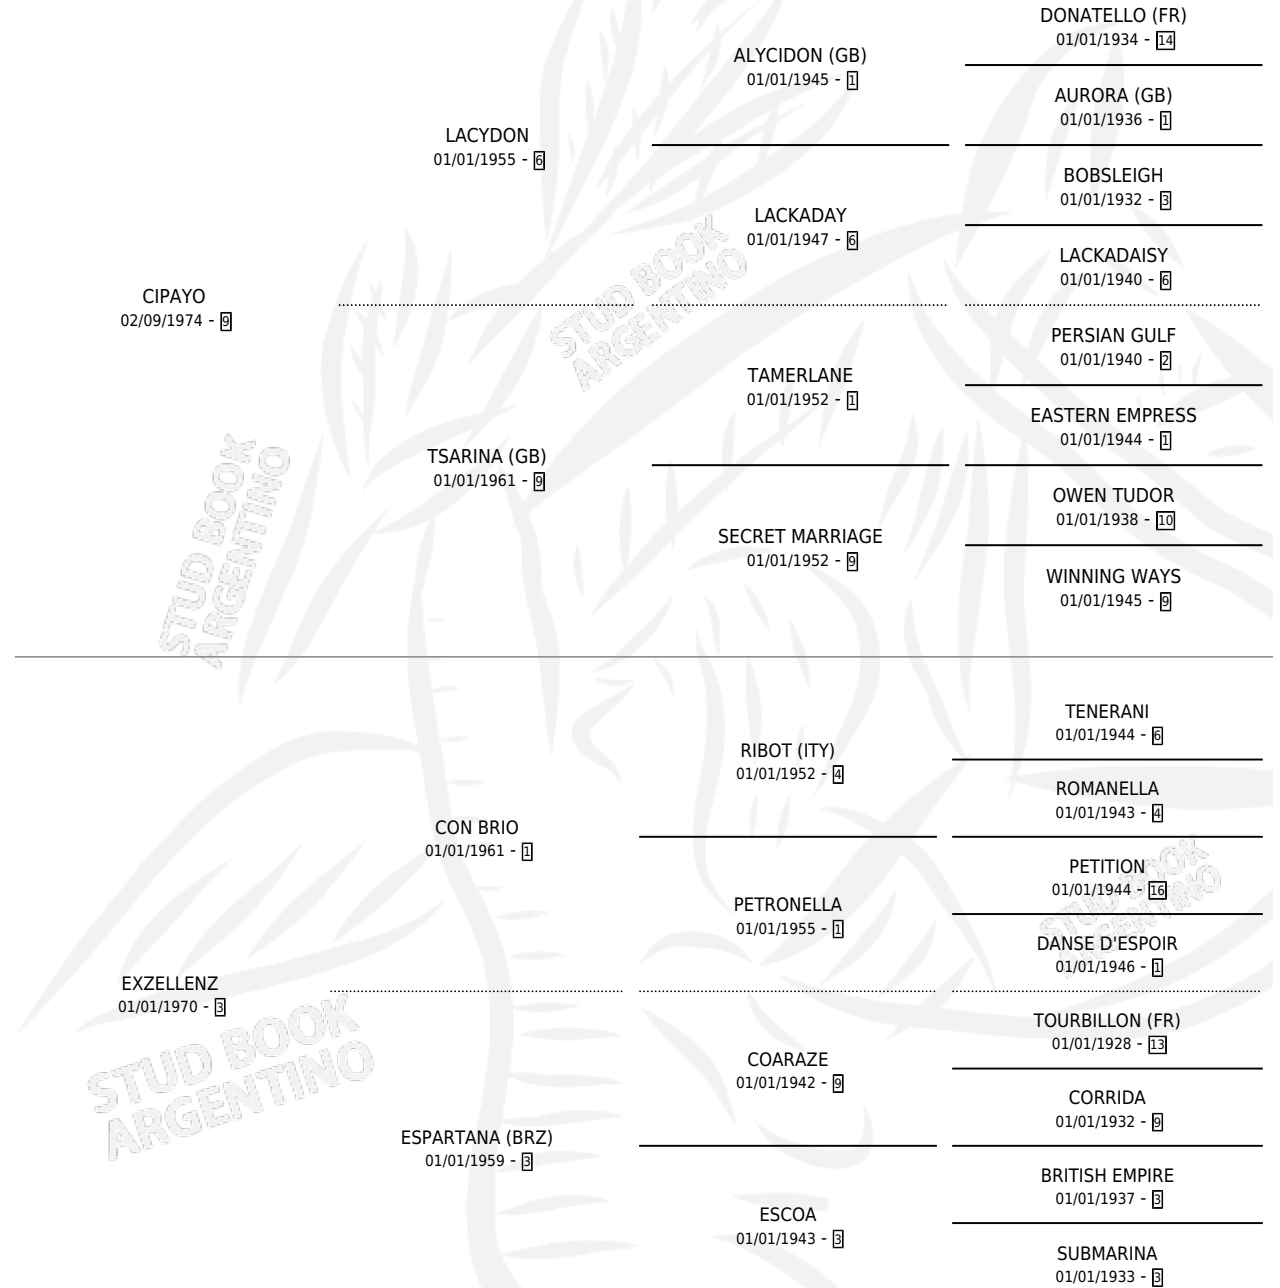 DONATELLO (FR)
01/01/1934 - 14
ALYCIDON (GB)
01/01/1945 - 1
AURORA (GB)
01/01/1936 - 1
LACYDON
01/01/1955 - 6
BOBSLEIGH
01/01/1932 - 3
LACKADAY
01/01/1947 - 6
LACKADAISY
01/01/1940 - 6
CIPAYO
02/09/1974 - 9
STUD BOOK
ARGENTINO
PERSIAN GULF
01/01/1940 - 2
TAMERLANE
01/01/1952 - 1
EASTERN EMPRESS
01/01/1944 - 1
TSARINA (GB)
01/01/1961 - 9
OWEN TUDOR
01/01/1938 - 10
SECRET MARRIAGE
01/01/1952 - 9
WINNING WAYS
01/01/1945 - 9
STUD BOOK
ARGENTINO
TENERANI
01/01/1944 - 6
RIBOT (ITY)
01/01/1952 - 4
ROMANELLA
01/01/1943 - 4
CON BRIO
01/01/1961 - 1
PETITION
01/01/1944 - 16
PETRONELLA
01/01/1955 - 1
DANSE D'ESPOIR
01/01/1946 - 1
STUD BOOK
ARGENTINO
EXZELLENZ
01/01/1970 - 3
TOURBILLON (FR)
01/01/1928 - 13
COARAZE
01/01/1942 - 9
CORRIDA
01/01/1932 - 9
STUD BOOK
ARGENTINO
ESPARTANA (BRZ)
01/01/1959 - 3
BRITISH EMPIRE
01/01/1937 - 3
ESCOA
01/01/1943 - 3
SUBMARINA
01/01/1933 - 3